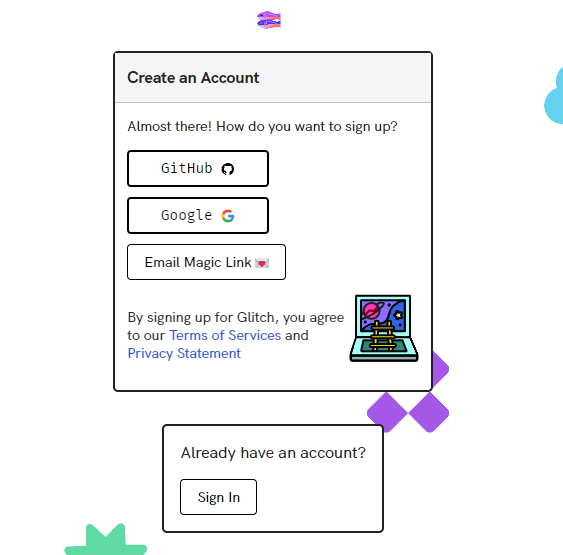 Create an Account
Almost there! How do you want to sign up?
GitHub
Google
Email Magic Link
By signing up for Glitch, you agree
to our Terms of Services and
Privacy Statement
Already have an account?
Sign In